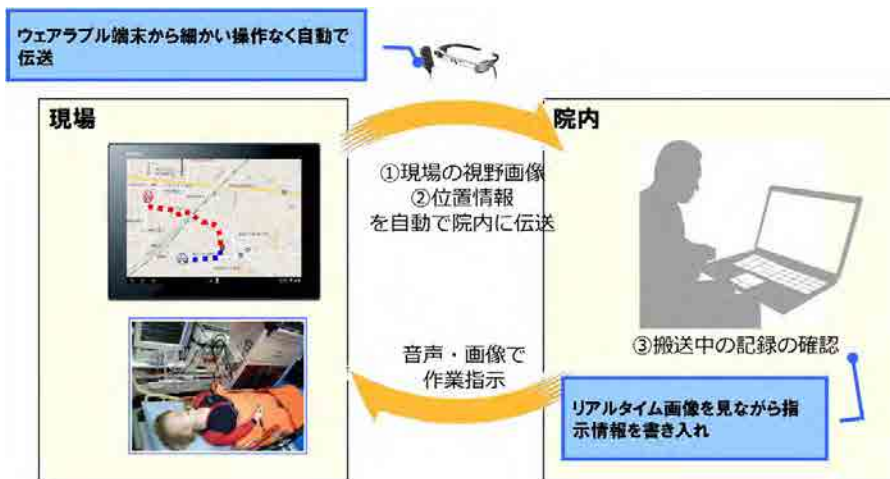 ウェアラブル端末から細かい操作なく自動で
伝送
現場
院内
①現場の視野画像
②位置情報
を自動で院内に伝送
③搬送中の記録の確認
音声・画像で
作業指示
リアルタイム画像を見ながら指
示情報を書き入れ